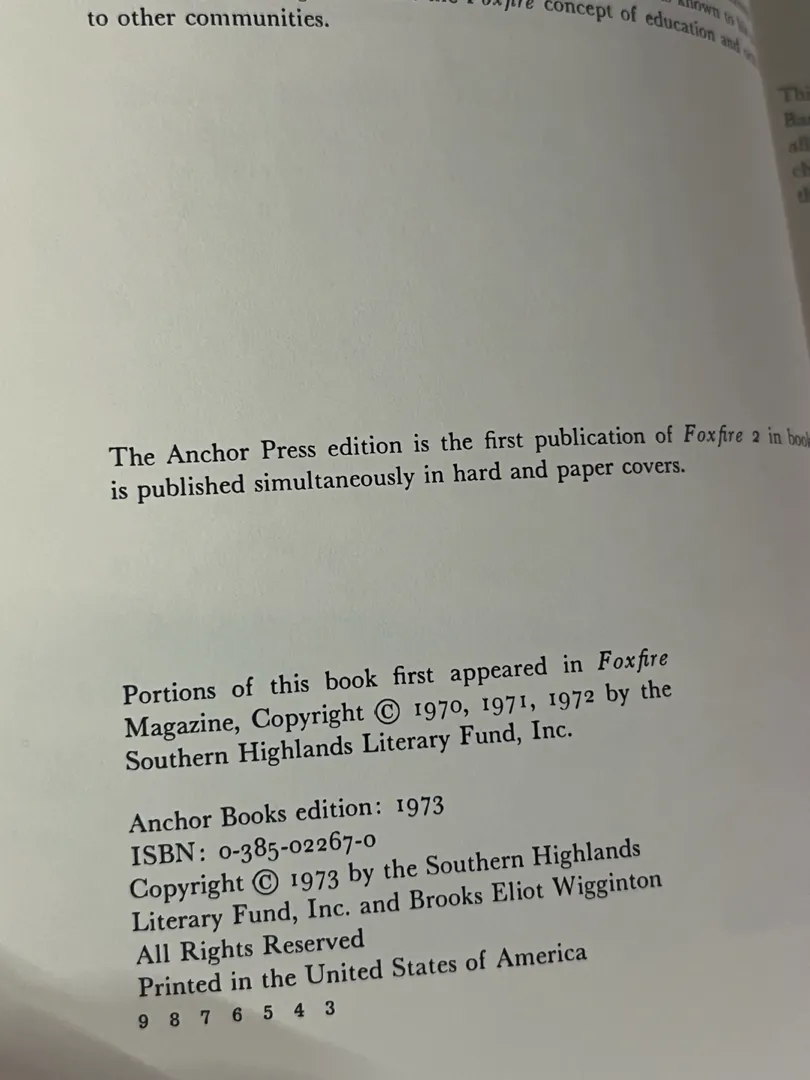 known to
Foxfire concept of education and
to other communities.
The Anchor Press edition is the first publication of Foxfire 2 in
is published simultaneously in hard and paper covers.
Portions of this book first appeared in Foxfire
Magazine, Copyright © 1970, 1971, 1972 by the
Southern Highlands Literary Fund, Inc.
Anchor Books edition: 1973
ISBN: 0-385-02267-0
Copyright © 1973 by the Southern Highlands
Literary Fund, Inc. and Brooks Eliot Wigginton
All Rights Reserved
Printed in the United States of America
9 8 7 6 5 4 3